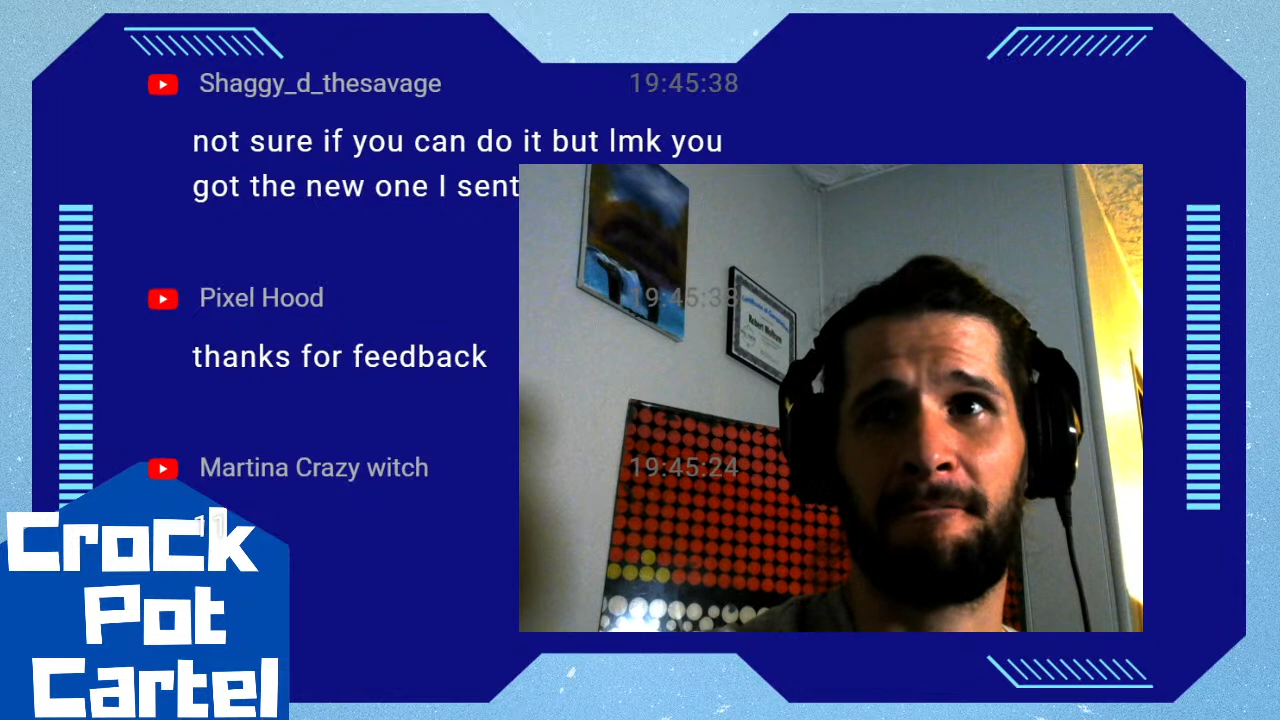 Shaggy_d_thesavage 19:45:38
not sure if you can do it but lmk you
got the new one I sent
Pixel Hood 19:45:38
thanks for feedback
Martina Crazy witch 19:45:24
11
Crock
Pot
Cartel